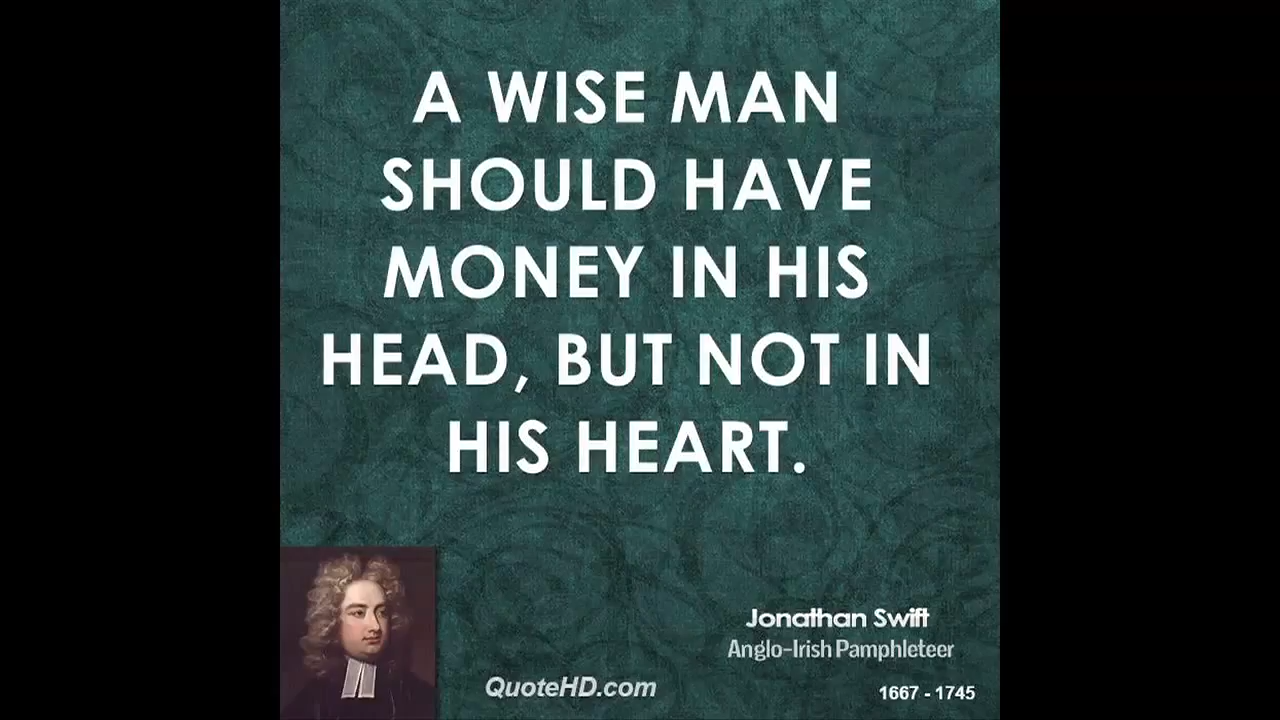 A WISE MAN
SHOULD HAVE
MONEY IN HIS
HEAD, BUT NOT IN
HIS HEART.
Jonathan Swift
Anglo-Irish Pamphleteer
QuoteHD.com
1667 - 1745